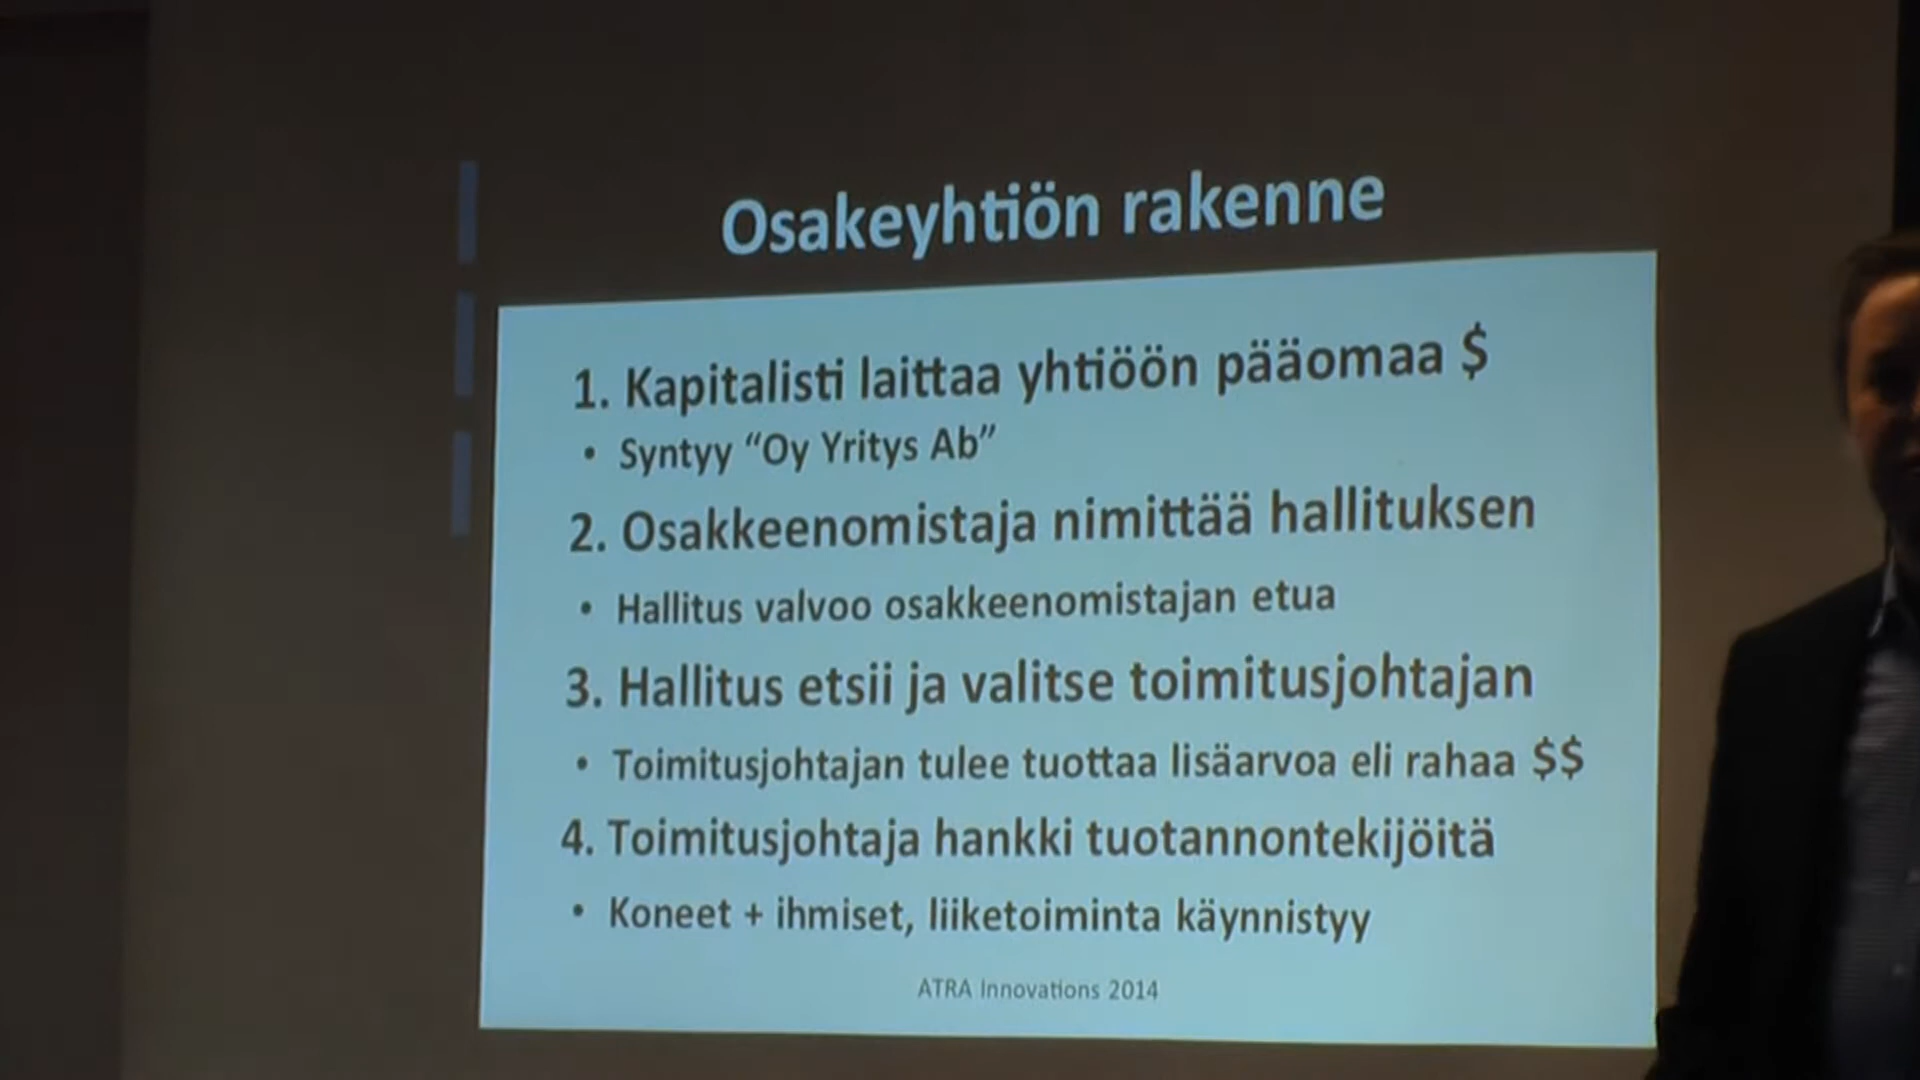 Osakeyhtiön rakenne
1. Kapitalisti laittaa yhtiöön pääomaa $
• Syntyy “Oy Yritys Ab”
2. Osakkeenomistaja nimittää hallituksen
• Hallitus valvoo osakkeenomistajan etua
3. Hallitus etsii ja valitse toimitusjohtajan
• Toimitusjohtajan tulee tuottaa lisäarvoa eli rahaa $$
4. Toimitusjohtaja hankki tuotannontekijöitä
• Koneet + ihmiset, liiketoiminta käynnistyy
ATRA Innovations 2014